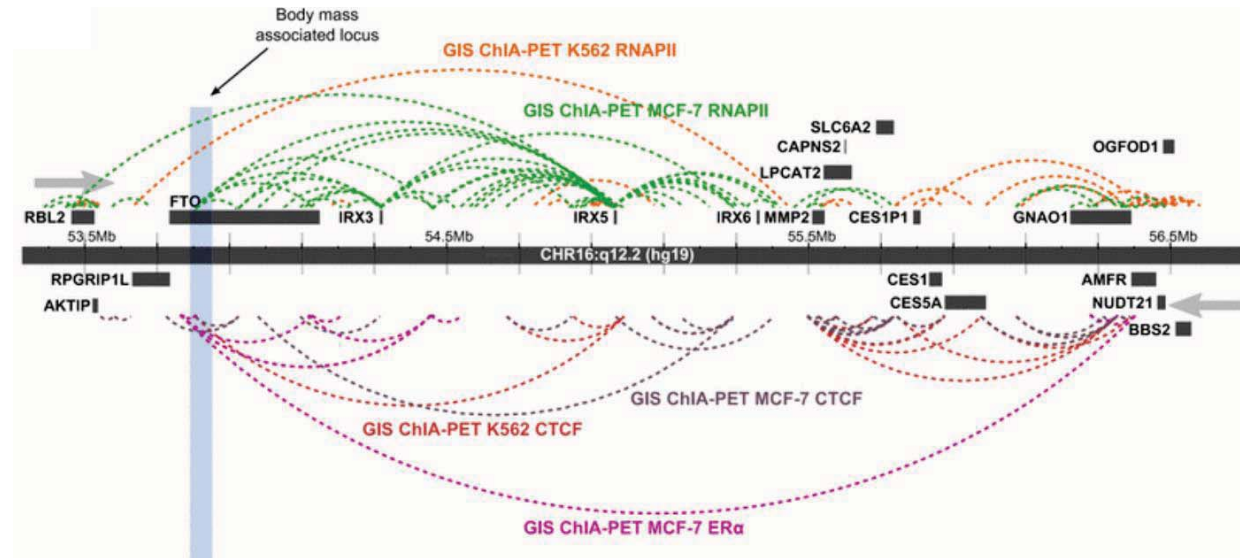 Body mass
associated locus
GIS ChIA-PET K562 RNAPII
GIS ChIA-PET MCF-7 RNAPII
SLC6A2
CAPNS2
OGFOD1
LPCAT2
FTO
RBL2
IRX3
IRX5
IRX6
MMP2
CES1P1
GNAO1
53.5Mb
54.5Mb
55.5Mb
56.5Mb
CHR16:q12.2 (hg19)
RPGRIP1L
CES1
AMFR
AKTIP
CES5A
NUDT21
BBS2
GIS ChIA-PET MCF-7 CTCF
GIS ChIA-PET K562 CTCF
GIS ChIA-PET MCF-7 ERα